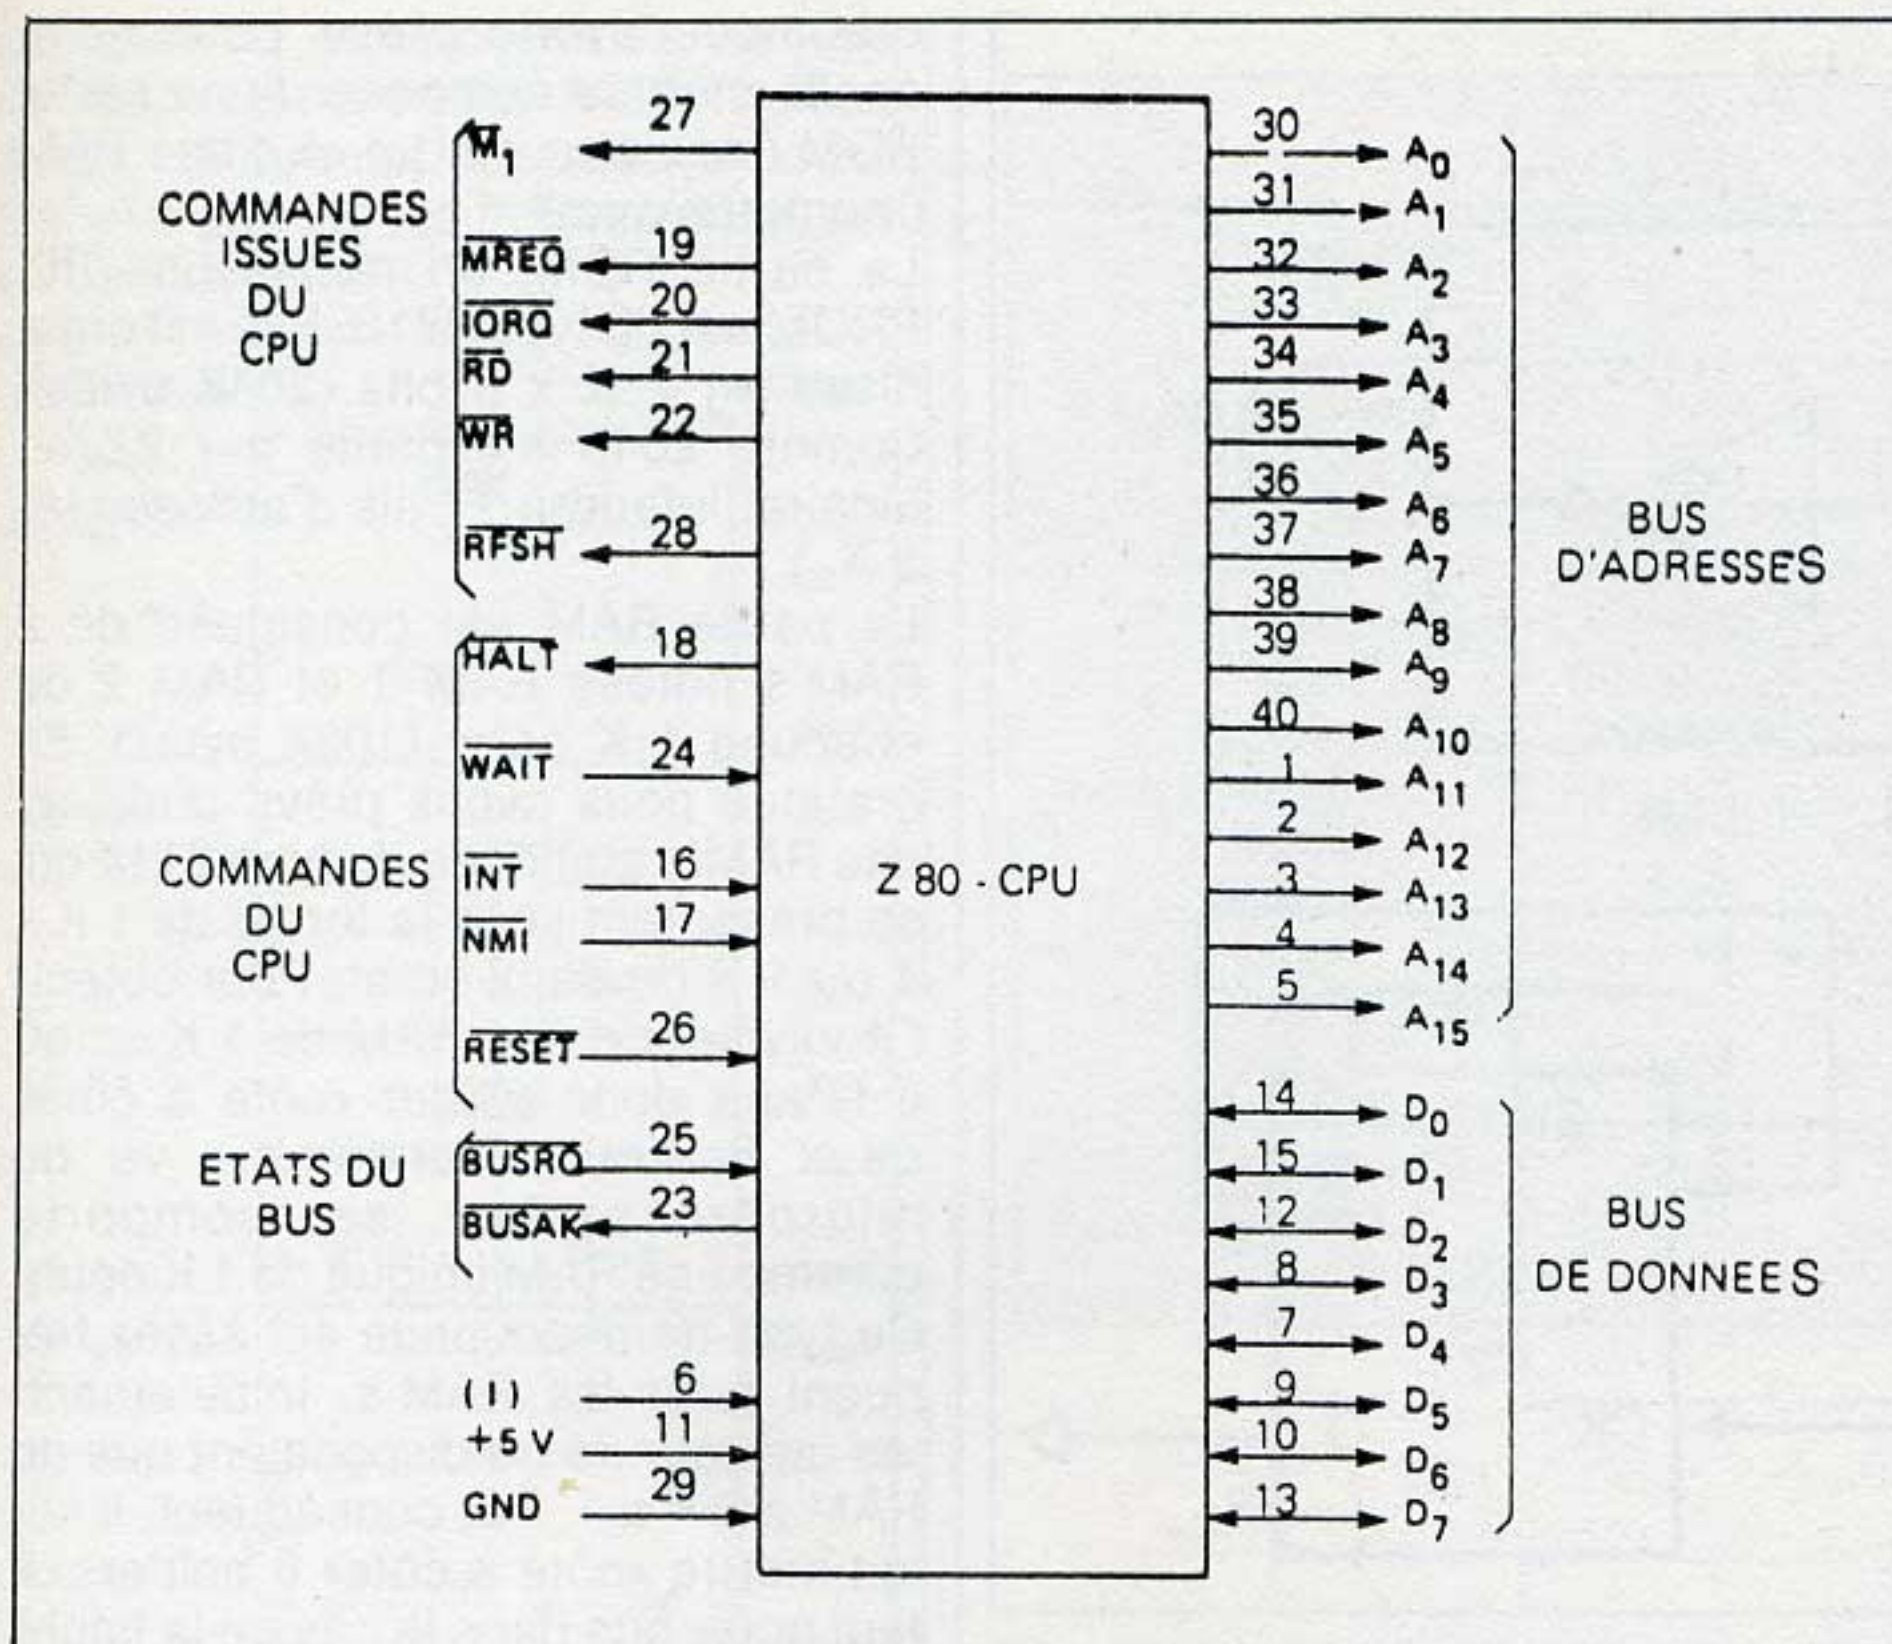 COMMANDES
ISSUES
DU
CPU
M1 27
MREQ 19
IORQ 20
RD 21
WR 22
RFSH 28
COMMANDES
DU
CPU
HALT 18
WAIT 24
INT 16
NMI 17
RESET 26
ETATS DU
BUS
BUSRQ 25
BUSAK 23
(1) 6
+5 V 11
GND 29
Z 80 - CPU
30 A0
31 A1
32 A2
33 A3
34 A4
35 A5
36 A6
37 A7
38 A8
39 A9
40 A10
1 A11
2 A12
3 A13
4 A14
5 A15
BUS
D'ADRESSES
14 D0
15 D1
12 D2
8 D3
7 D4
9 D5
10 D6
13 D7
BUS
DE DONNEES